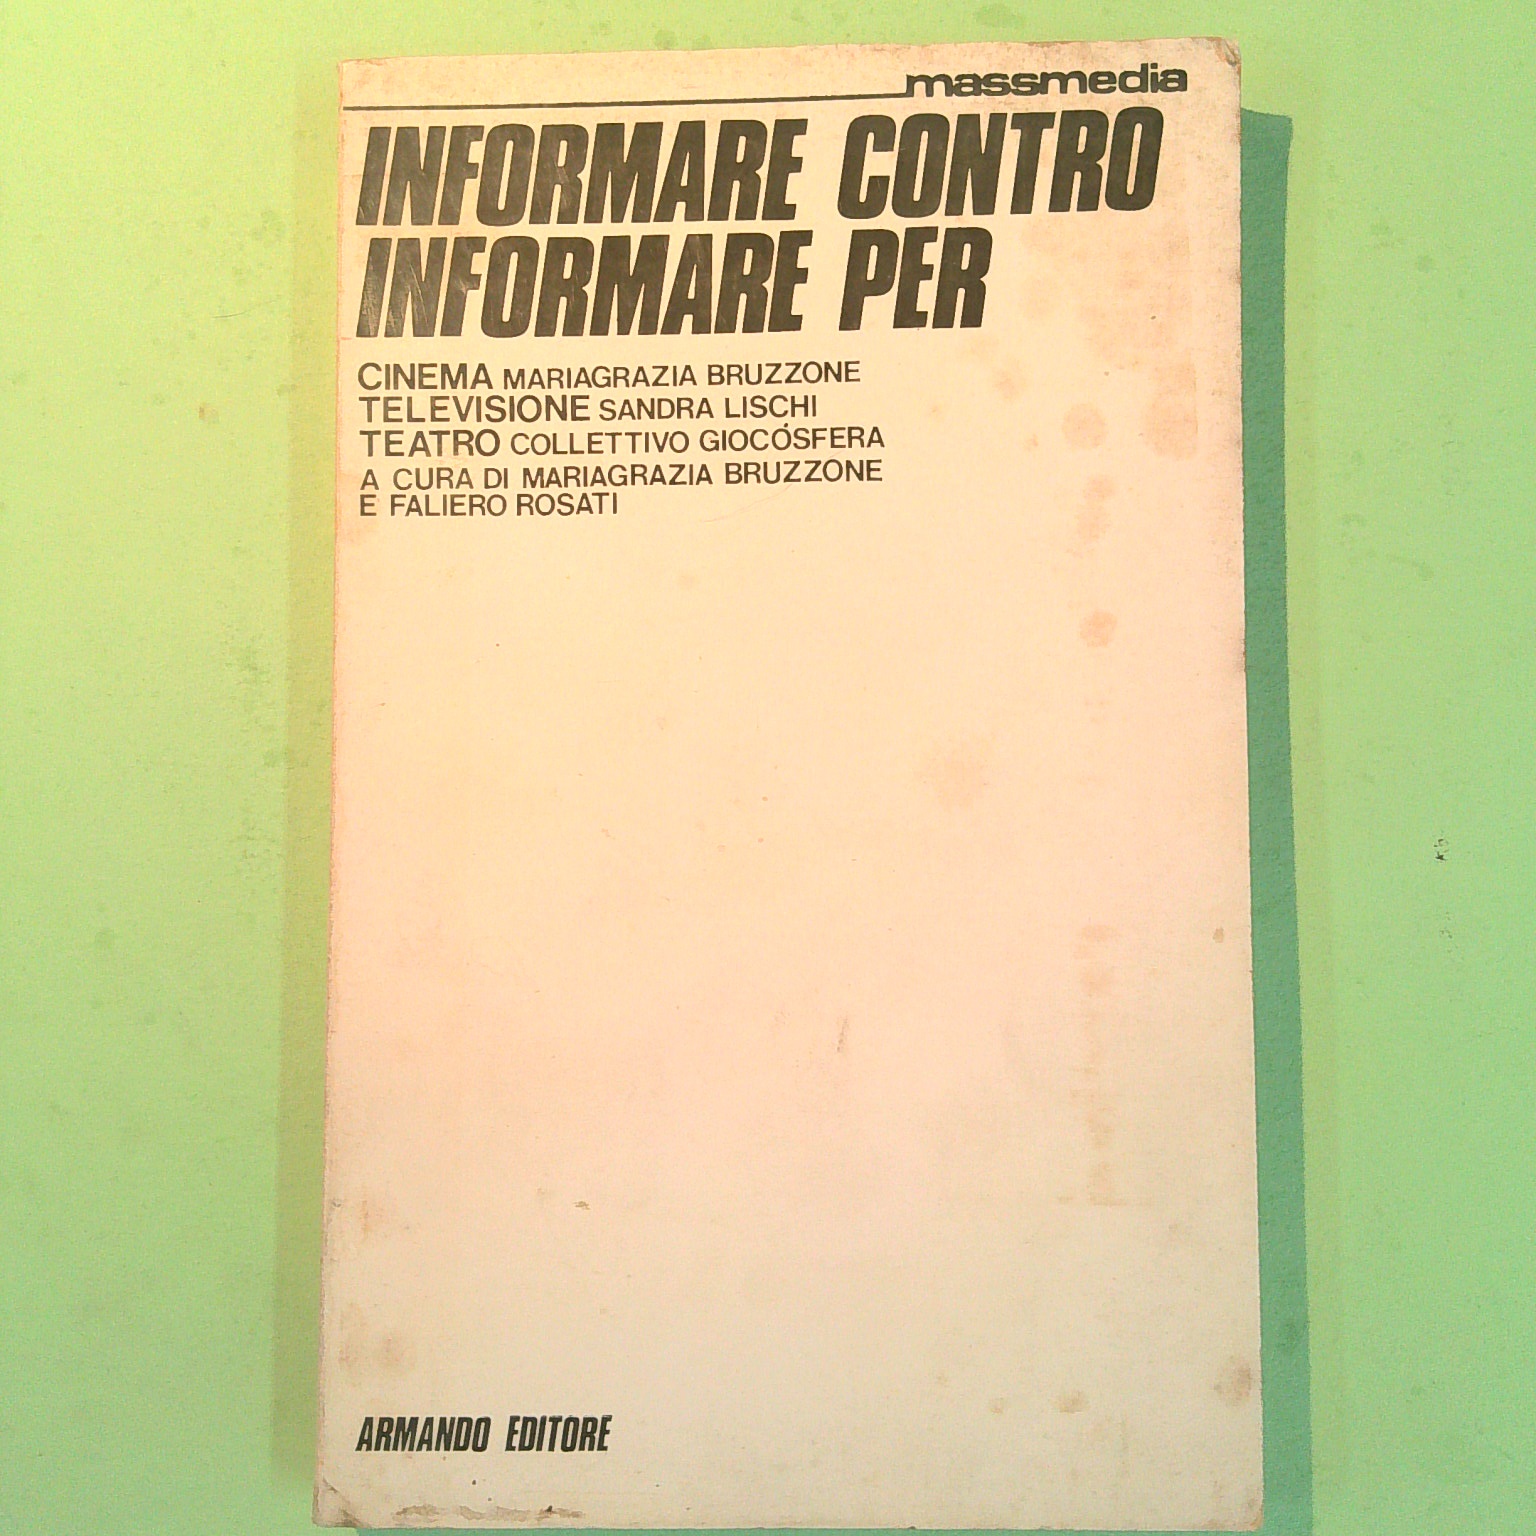 massmedia
INFORMARE CONTRO
INFORMARE PER
CINEMA MARIAGRAZIA BRUZZONE
TELEVISIONE SANDRA LISCHI
TEATRO COLLETTIVO GIOCÓSFERA
A CURA DI MARIAGRAZIA BRUZZONE
E FALIERO ROSATI
ARMANDO EDITORE